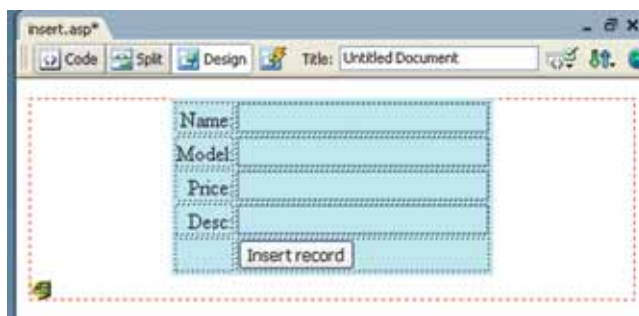 insert.asp*
Code Split Design Title: Untitled Document
Name:
Model:
Price:
Desc:
Insert record